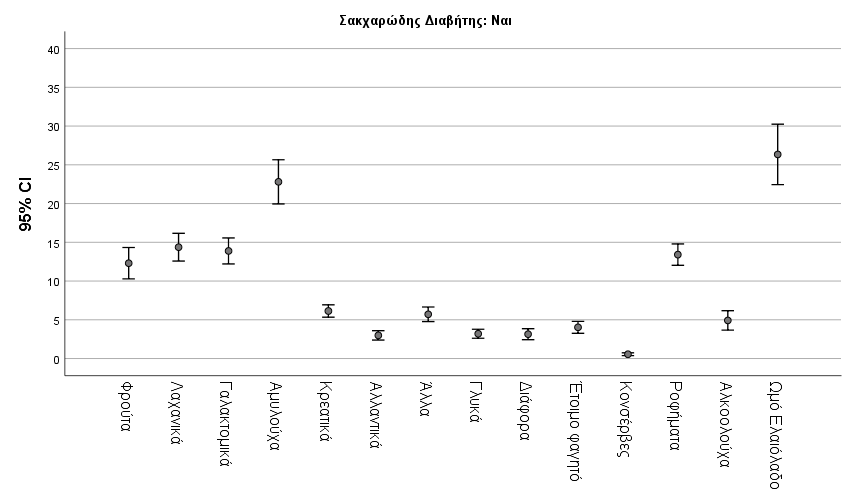 Σακχαρώδης Διαβήτης: Ναι
95% CI
40
35
30
25
20
15
10
5
0
Φρούτα
Λαχανικά
Γαλακτομικά
Αμυλούχα
Κρεατικά
Αλλαντικά
Άλλα
Γλυκά
Διάφορα
Έτοιμο φαγητό
Κονσέρβες
Ροφήματα
Αλκοολούχα
Ωμό Ελαιόλαδο